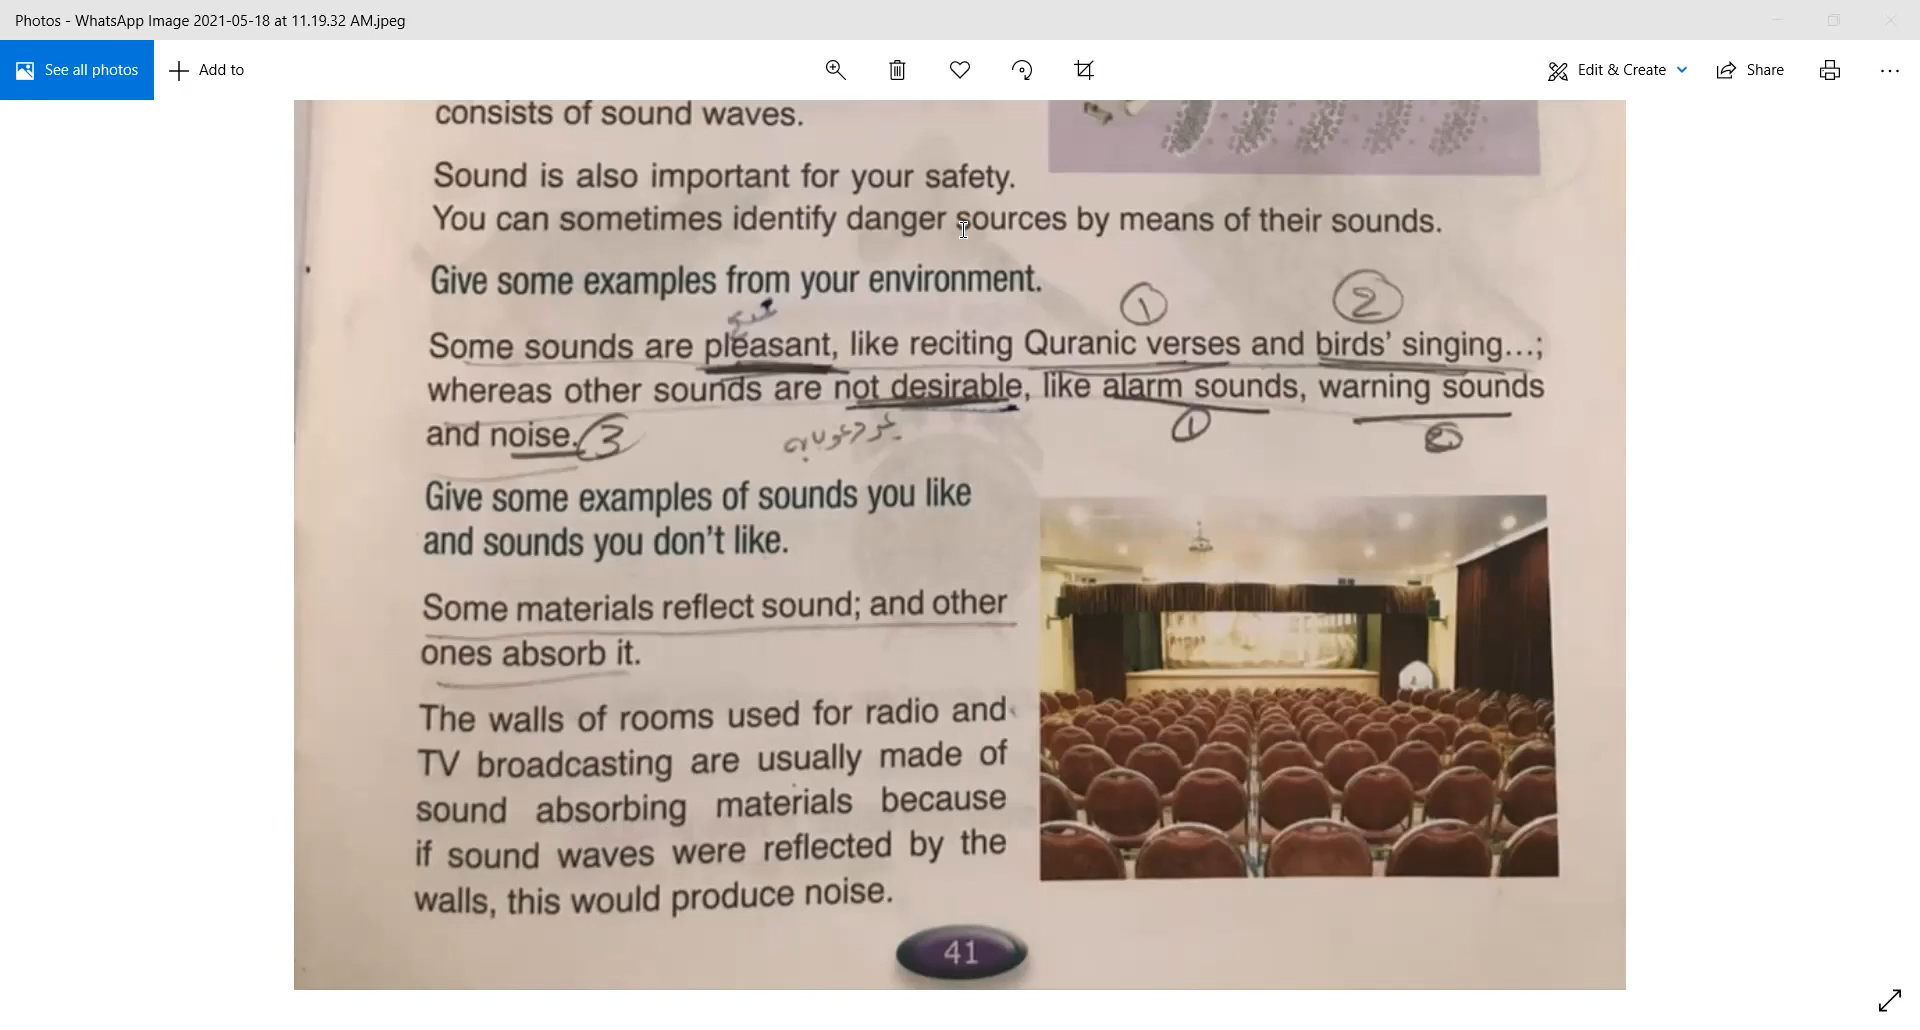 Photos - WhatsApp Image 2021-05-18 at 11.19.32 AM.jpeg
See all photos
Add to
Edit & Create
Share
consists of sound waves.
Sound is also important for your safety.
You can sometimes identify danger sources by means of their sounds.
Give some examples from your environment.
1 2
Some sounds are pleasant, like reciting Quranic verses and birds' singing...;
whereas other sounds are not desirable, like alarm sounds, warning sounds
and noise. 3
1 2
Give some examples of sounds you like
and sounds you don't like.
Some materials reflect sound; and other
ones absorb it.
The walls of rooms used for radio and
TV broadcasting are usually made of
sound absorbing materials because
if sound waves were reflected by the
walls, this would produce noise.
41